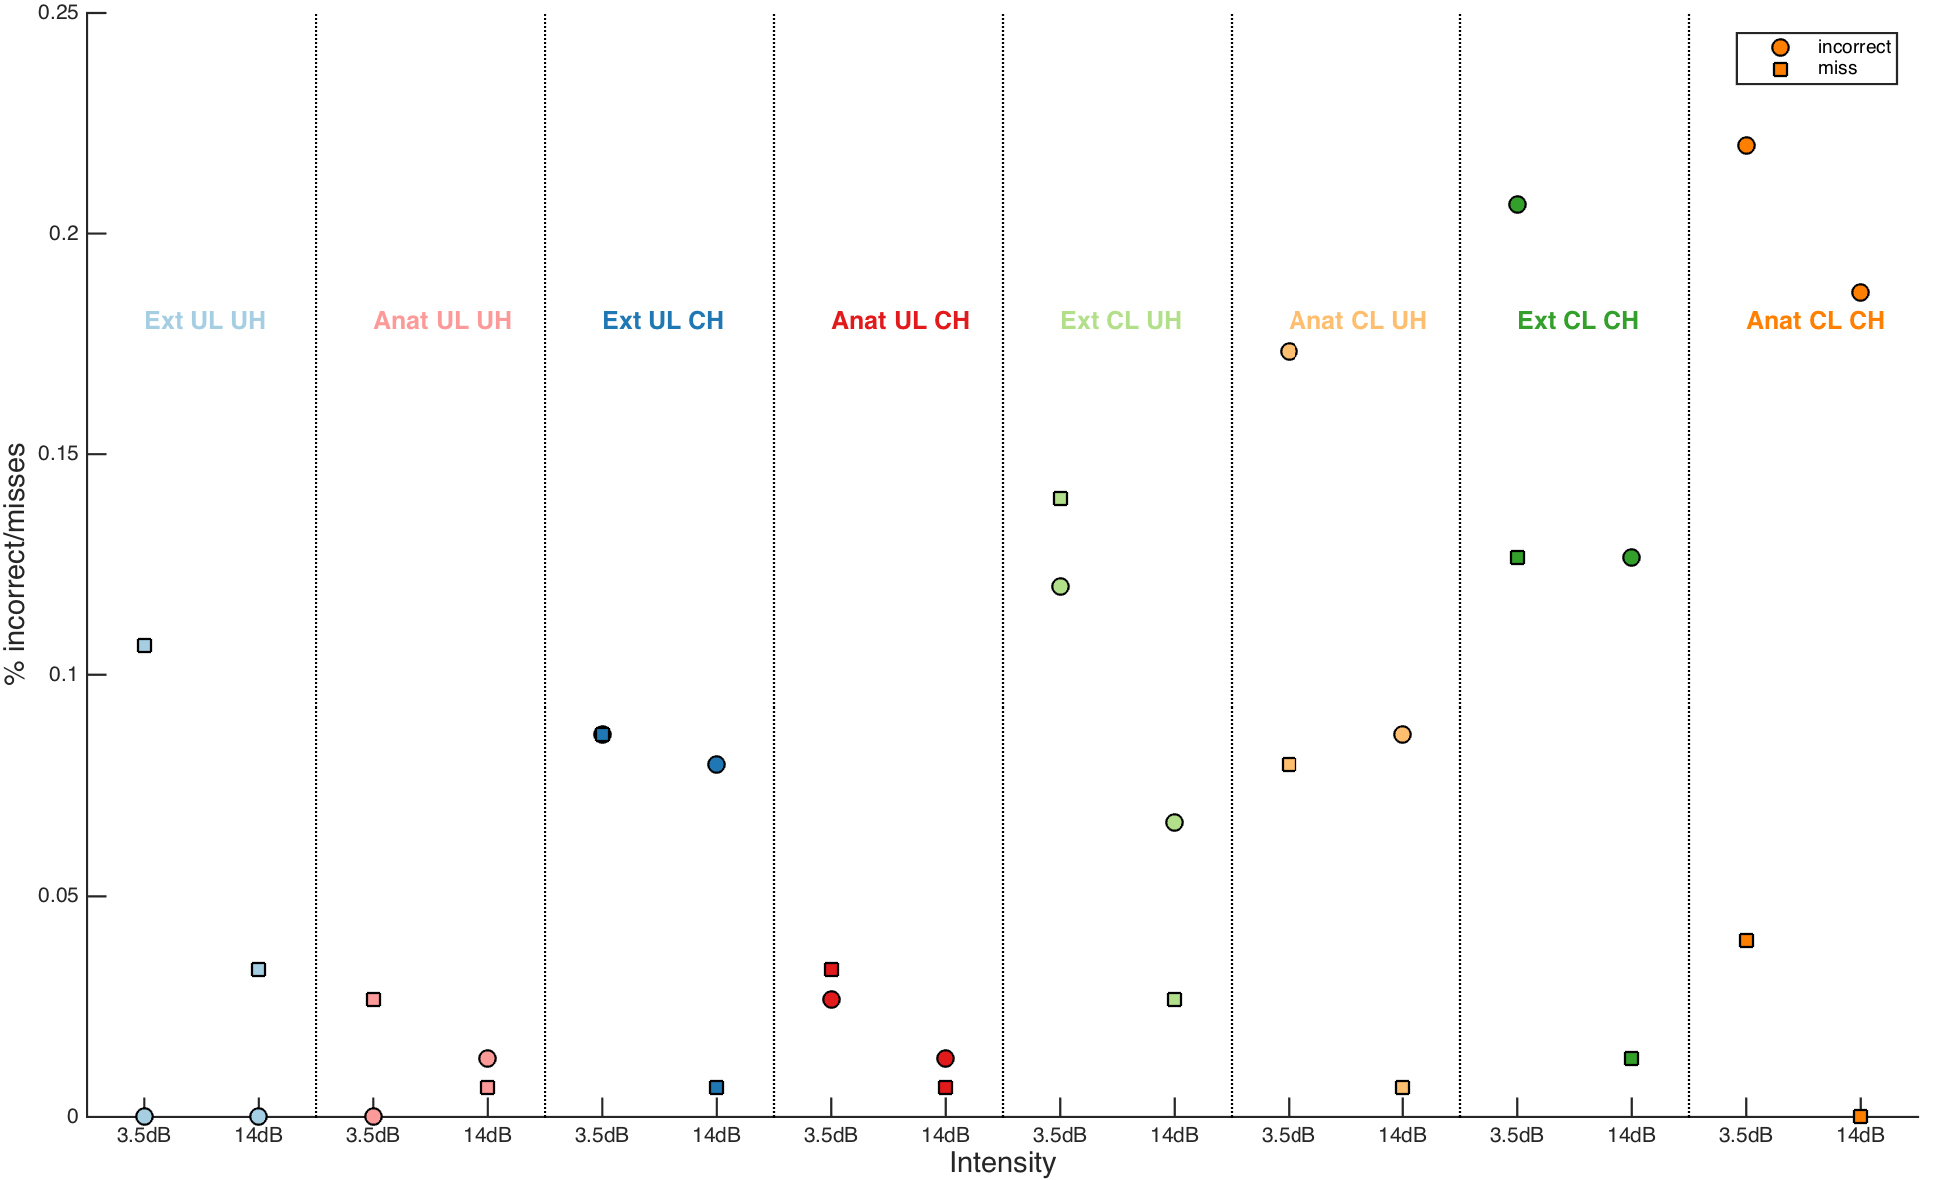 0.25
incorrect
miss
0.2
Ext UL UH Anat UL UH Ext UL CH Anat UL CH Ext CL UH Anat CL UH Ext CL CH Anat CL CH
0.15
% incorrect/misses
0.1
0.05
0
3.5dB 14dB 3.5dB 14dB 3.5dB 14dB 3.5dB 14dB 3.5dB 14dB 3.5dB 14dB 3.5dB 14dB 3.5dB 14dB
Intensity